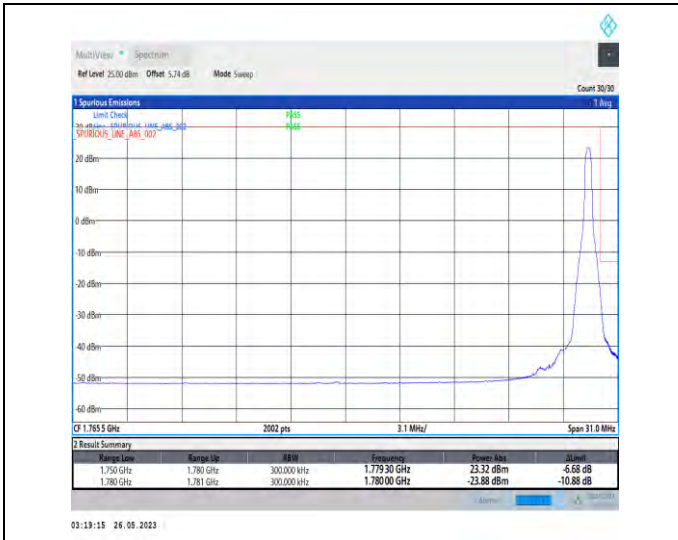 MultiView Spectrum
Ref Level 25.00 dBm Offset 5.74 dB Mode Sweep
Count 30/30
1 Spurious Emissions 1 Avg
Limit Check PASS
SPURIOUS_LINE_ABS_002 PASS
SPURIOUS_LINE_ABS_002
20 dBm
10 dBm
0 dBm
-10 dBm
-20 dBm
-30 dBm
-40 dBm
-50 dBm
-60 dBm
CF 1.7655 GHz 2002 pts 3.1 MHz/ Span 31.0 MHz
2 Result Summary
Range Low Range Up RBW Frequency Power Abs ΔLimit
1.750 GHz 1.780 GHz 300.000 kHz 1.77930 GHz 23.32 dBm -6.68 dB
1.780 GHz 1.781 GHz 300.000 kHz 1.78000 GHz -23.88 dBm -10.88 dB
03:19:15 26.05.2023